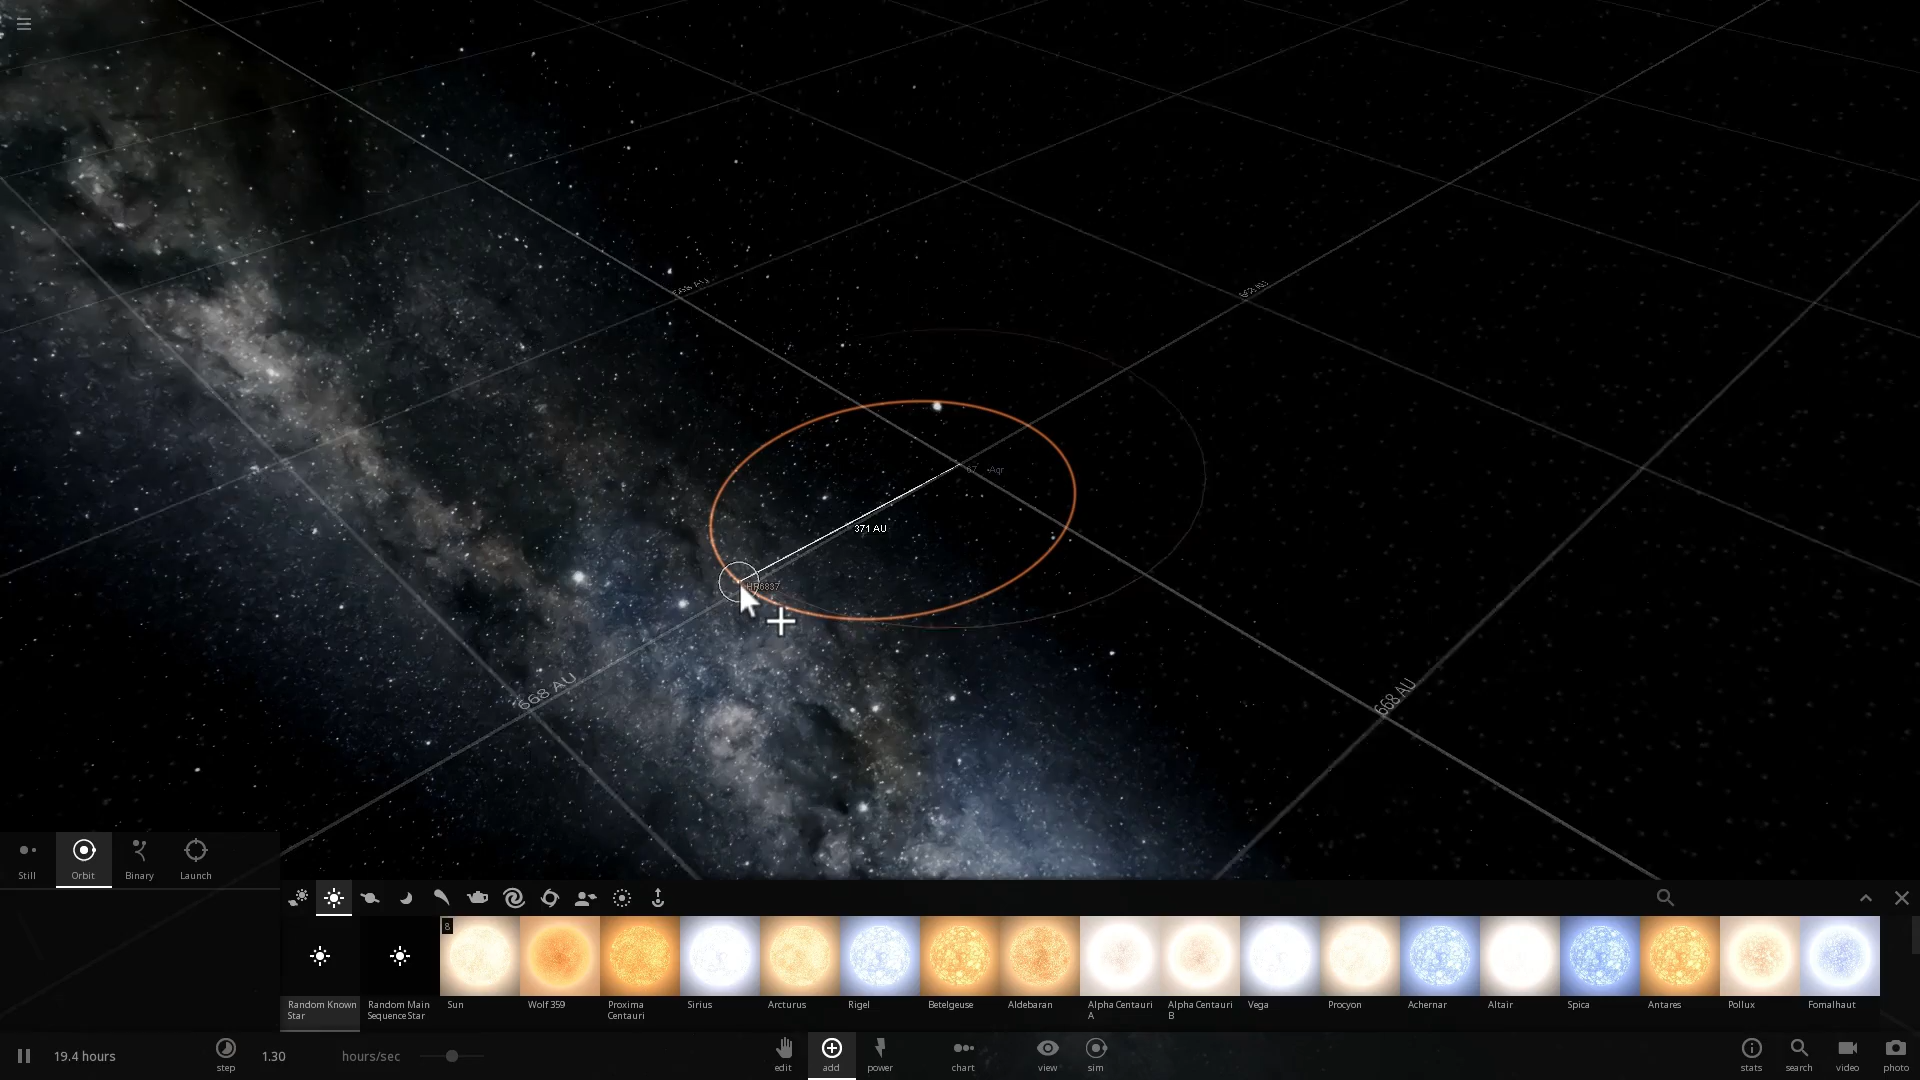 371 AU
668 AU
668 AU
Still
Orbit
Binary
Launch
8
Random Known
Star
Random Main
Sequence Star
Sun
Wolf 359
Proxima
Centauri
Sirius
Arcturus
Rigel
Betelgeuse
Aldebaran
Alpha Centauri
A
Alpha Centauri
B
Vega
Procyon
Achernar
Altair
Spica
Antares
Pollux
Fomalhaut
19.4 hours
step
1.30
hours/sec
edit
add
power
chart
view
sim
stats
search
video
photo